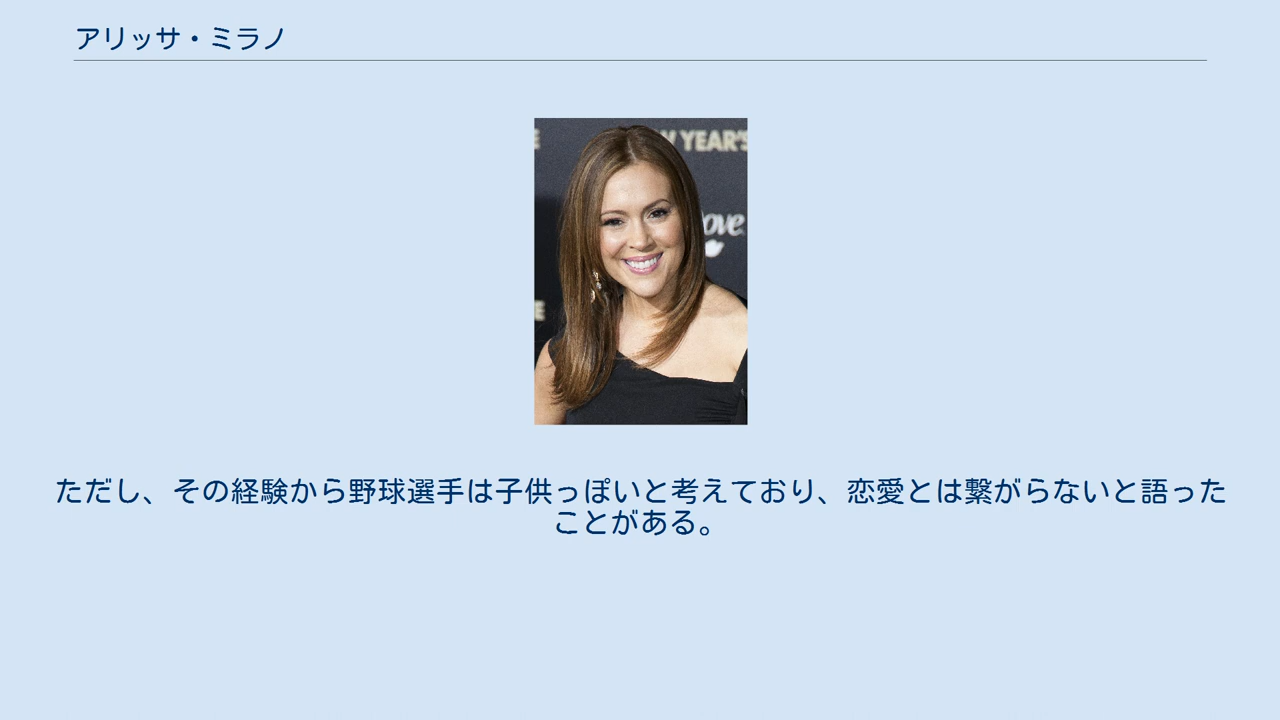 アリッサ・ミラノ
YEAR'S
ただし、その経験から野球選手は子供っぽいと考えており、恋愛とは繋がらないと語った
ことがある。